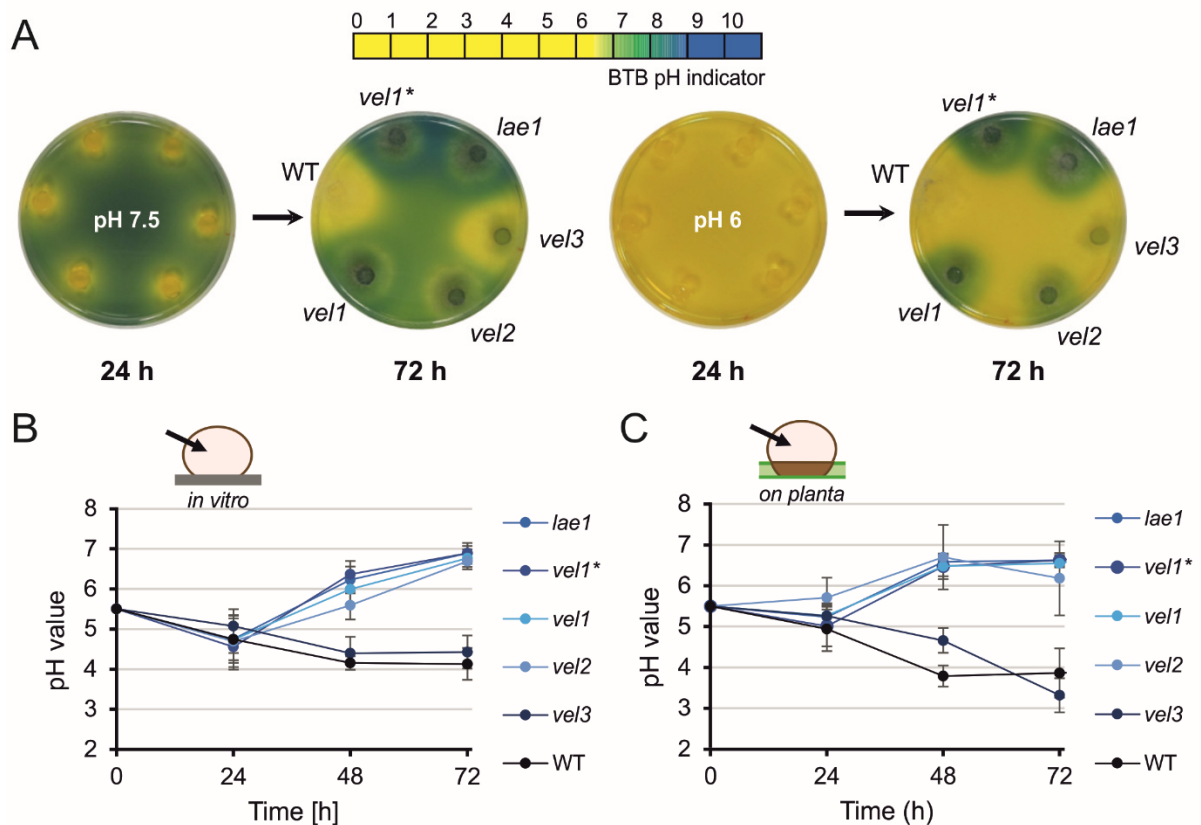 A
0 1 2 3 4 5 6 7 8 9 10
BTB pH indicator
vel1*
lae1
WT
pH 7.5
vel3
vel1
vel2
24 h
72 h
vel1*
lae1
WT
pH 6
vel3
vel1
vel2
24 h
72 h
B
in vitro
8
7
6
5
4
3
2
pH value
0 24 48 72
Time [h]
lae1
vel1*
vel1
vel2
vel3
WT
C
on planta
8
7
6
5
4
3
2
pH value
0 24 48 72
Time (h)
lae1
vel1*
vel1
vel2
vel3
WT